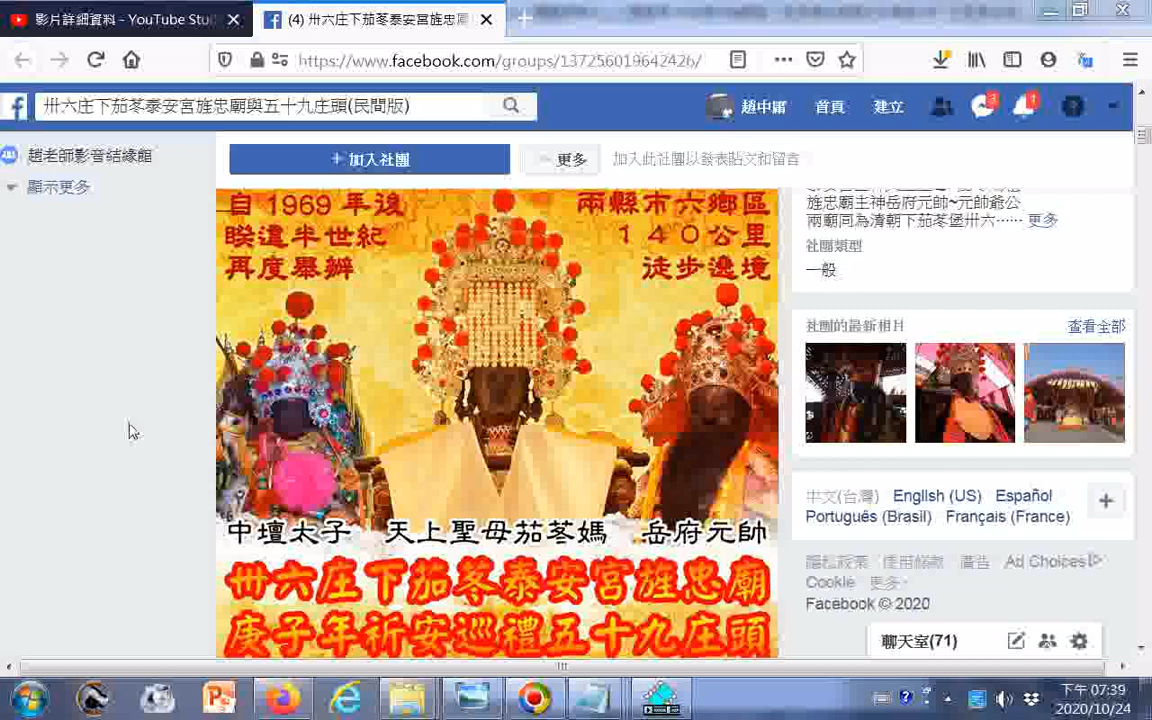 影片詳細資料 - YouTube Stu
(4) 卅六庄下茄苳泰安宮旌忠廟
https://www.facebook.com/groups/1372560196424​26/
卅六庄下茄苳泰安宮旌忠廟與五十九庄頭(民間版)
趙中麟 首頁 建立
3
1
趙老師影音結緣館
顯示更多
+ 加入社團
更多
加入此社團以發表貼文和留言
自1969年後
睽違半世紀
再度舉辦
兩縣市六鄉區
140公里
徒步遶境
中壇太子 天上聖母茄苳媽 岳府元帥
卅六庄下茄苳泰安宮旌忠廟
庚子年祈安巡禮五十九庄頭
旌忠廟主神岳府元帥~元帥爺公
兩廟同為清朝下茄苳堡卅六…… 更多
社團類型
一般
社團的最新相片
查看全部
中文(台灣) English (US) Español
Português (Brasil) Français (France)
隱私政策 使用條款 廣告 Ad Choices
Cookie 更多
Facebook © 2020
聊天室(71)
下午 07:39
2020/10/24